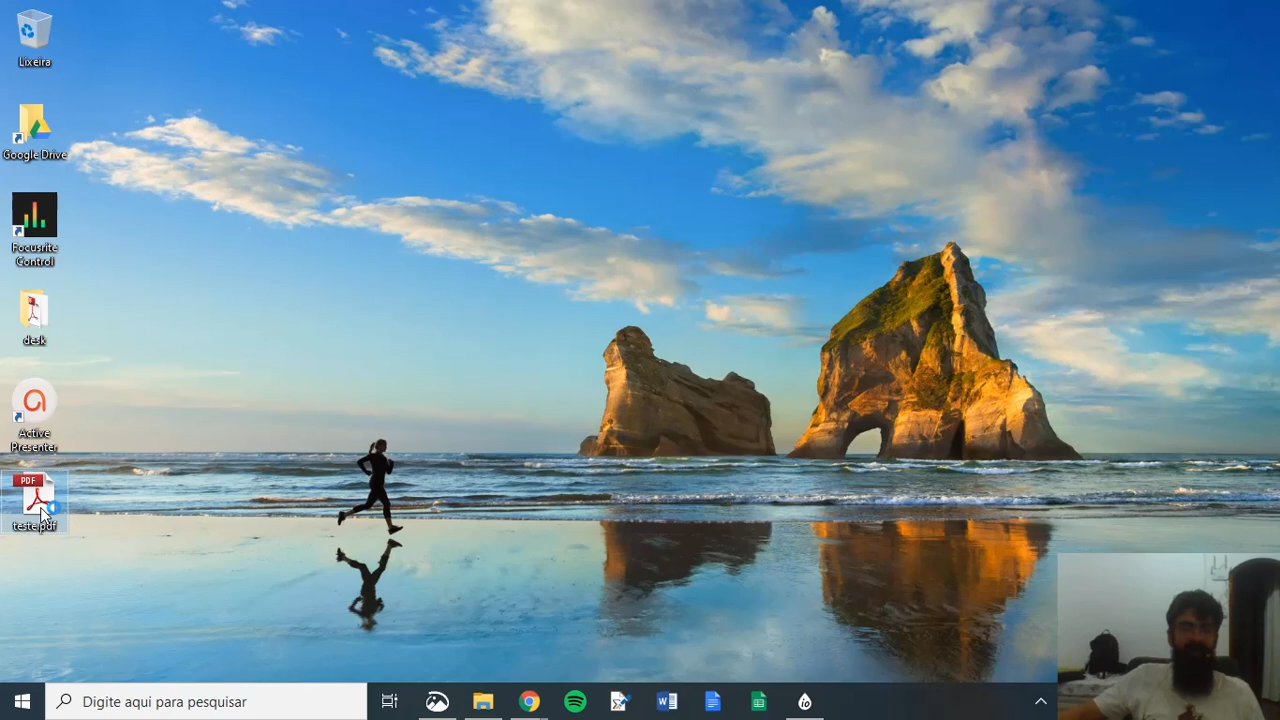 Lixeira
Google Drive
Focusrite
Control
desk
Active
Presenter
PDF
teste.pdf
Digite aqui para pesquisar